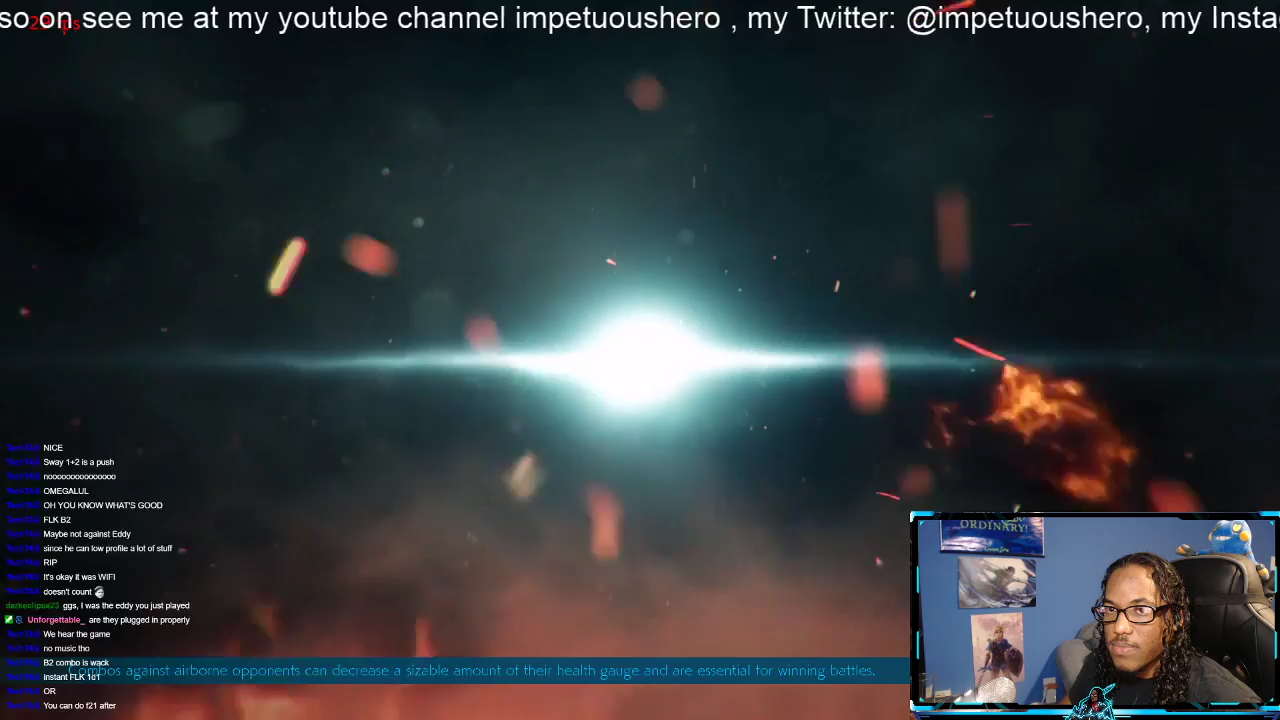 so on, see me at my youtube channel impetuoushero , my Twitter: @impetuoushero, my Insta
NICE
Sway 1+2 is a push
nooooooooooooooo
OMEGALUL
OH YOU KNOW WHAT'S GOOD
FLK B2
Maybe not against Eddy
since he can low profile a lot of stuff
RIP
It's okay it was WIFI
doesn't count
darkeclipse23 ggs, I was the eddy you just played
Unforgettable_ are they plugged in properly
We hear the game
no music tho
B2 combo is wack
Combos against airborne opponents can decrease a sizable amount of their health gauge and are essential for winning battles.
instant FLK 1d1
OR
You can do f21 after
ORDINARY!